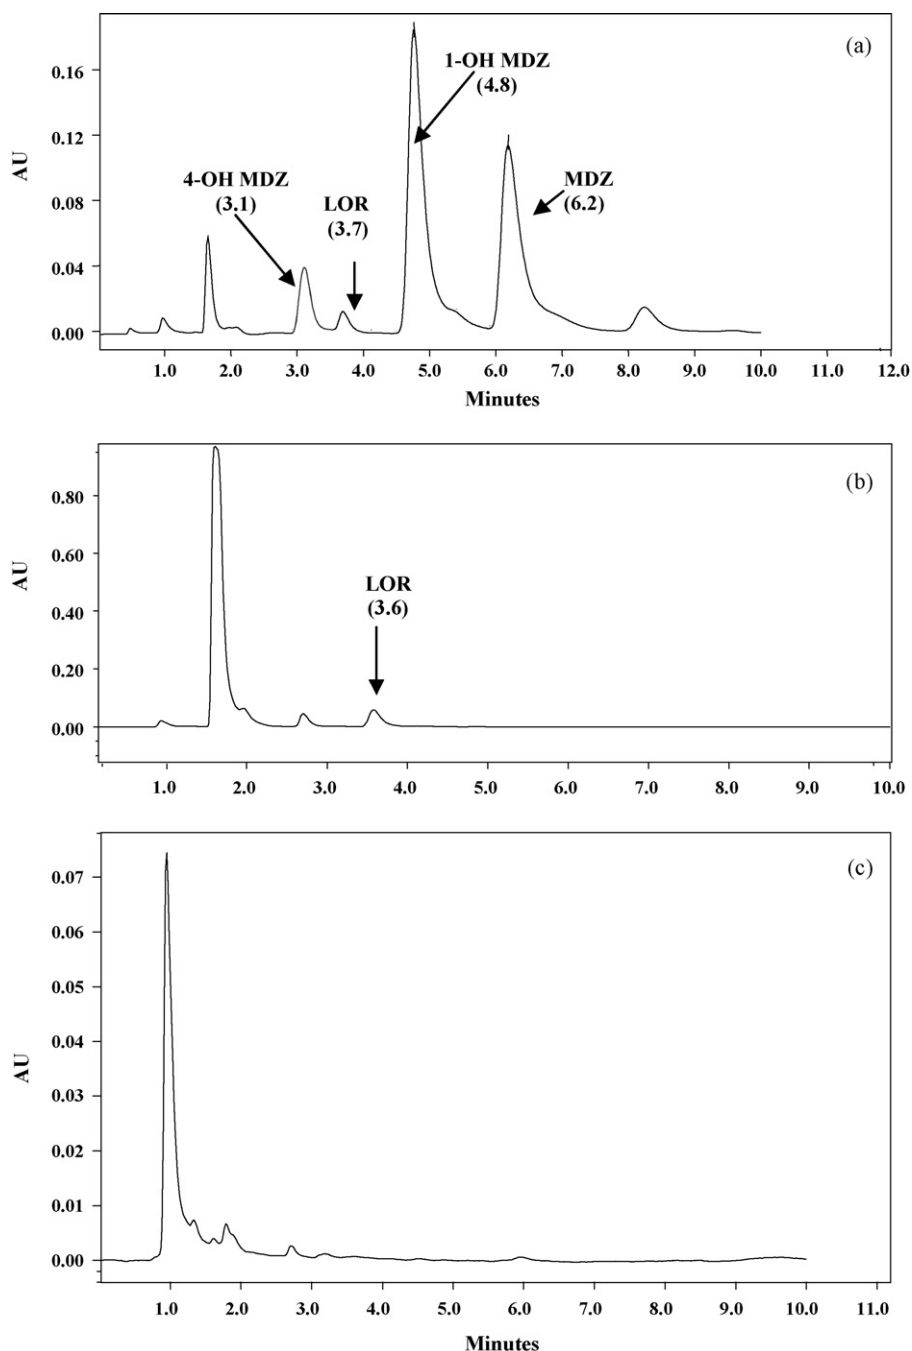 (a)
0.16
0.12
0.08
0.04
0.00
AU
1-OH MDZ
(4.8)
4-OH MDZ
(3.1)
LOR
(3.7)
MDZ
(6.2)
1.0 2.0 3.0 4.0 5.0 6.0 7.0 8.0 9.0 10.0 11.0 12.0
Minutes
(b)
0.80
0.60
0.40
0.20
0.00
AU
LOR
(3.6)
1.0 2.0 3.0 4.0 5.0 6.0 7.0 8.0 9.0 10.0
(c)
0.07
0.06
0.05
0.04
0.03
0.02
0.01
0.00
AU
1.0 2.0 3.0 4.0 5.0 6.0 7.0 8.0 9.0 10.0 11.0
Minutes